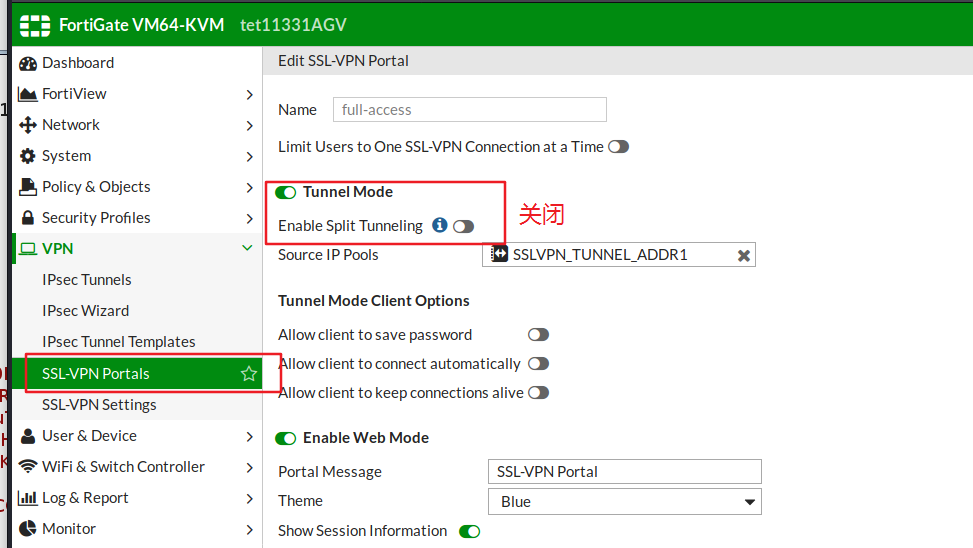 FortiGate VM64-KVM tet11331AGV
Dashboard
FortiView
Network
System
Policy & Objects
Security Profiles
VPN
IPsec Tunnels
IPsec Wizard
IPsec Tunnel Templates
SSL-VPN Portals
SSL-VPN Settings
User & Device
WiFi & Switch Controller
Log & Report
Monitor
Edit SSL-VPN Portal
Name full-access
Limit Users to One SSL-VPN Connection at a Time
Tunnel Mode
Enable Split Tunneling 关闭
Source IP Pools SSLVPN_TUNNEL_ADDR1
Tunnel Mode Client Options
Allow client to save password
Allow client to connect automatically
Allow client to keep connections alive
Enable Web Mode
Portal Message SSL-VPN Portal
Theme Blue
Show Session Information